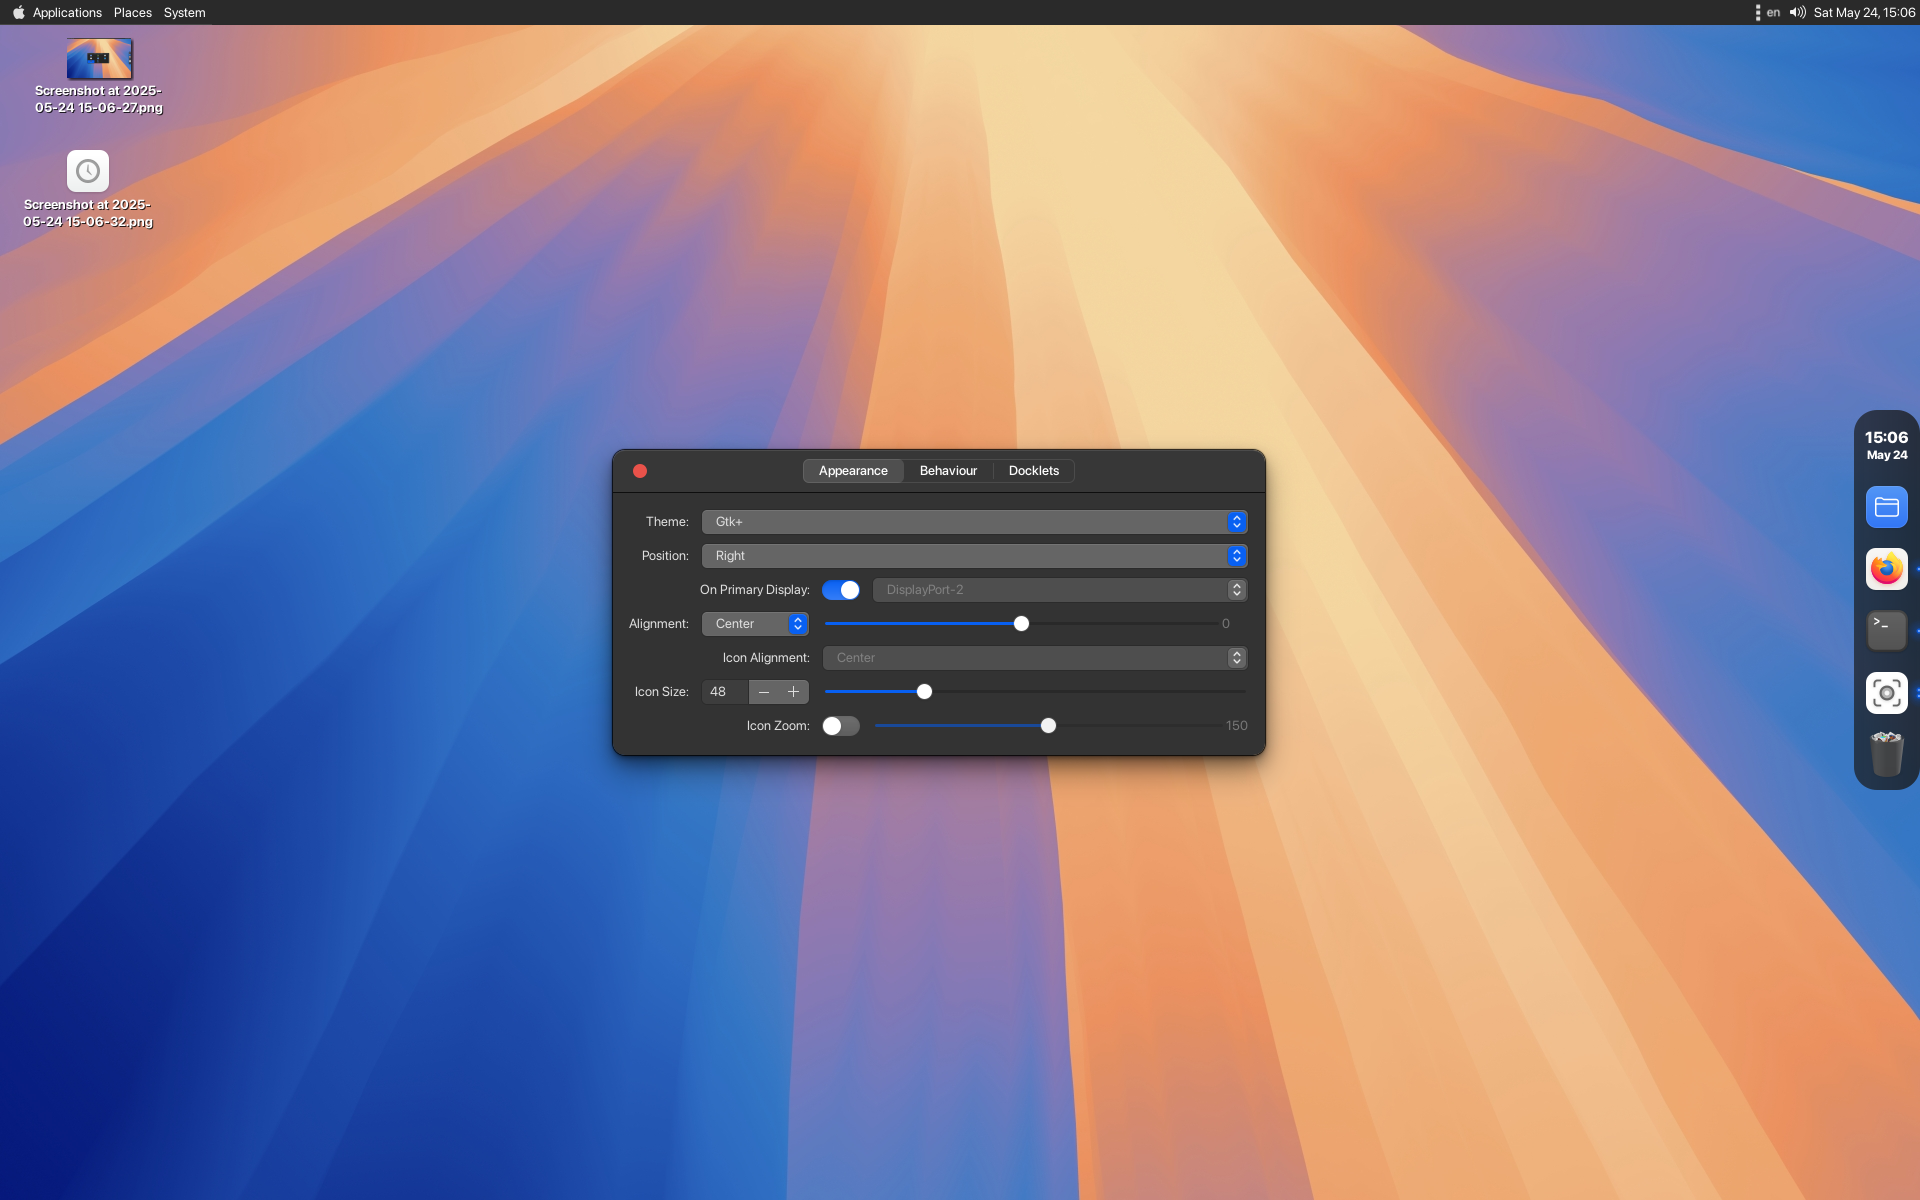 Applications Places System
en Sat May 24, 15:06
Screenshot at 2025-
05-24 15-06-27.png
Screenshot at 2025-
05-24 15-06-32.png
Appearance Behaviour Docklets
Theme: Gtk+
Position: Right
On Primary Display: DisplayPort-2
Alignment: Center 0
Icon Alignment: Center
Icon Size: 48 − +
Icon Zoom: 150
15:06
May 24
>_